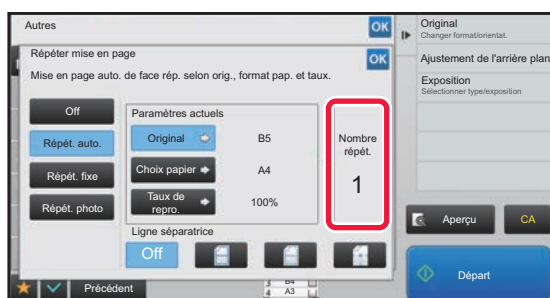 Autres
OK
Répéter mise en page
OK
Mise en page auto. de face rép. selon orig., format pap. et taux.
Off
Répét. auto.
Répét. fixe
Répét. photo
Paramètres actuels
Original
B5
Choix papier
A4
Taux de
repro.
100%
Nombre
répét.
1
Ligne séparatrice
Off
Original
Changer format/orientat.
Ajustement de l'arrière plan
Exposition
Sélectionner type/exposition
Aperçu
CA
Départ
Précédent
3 B4
4 A3